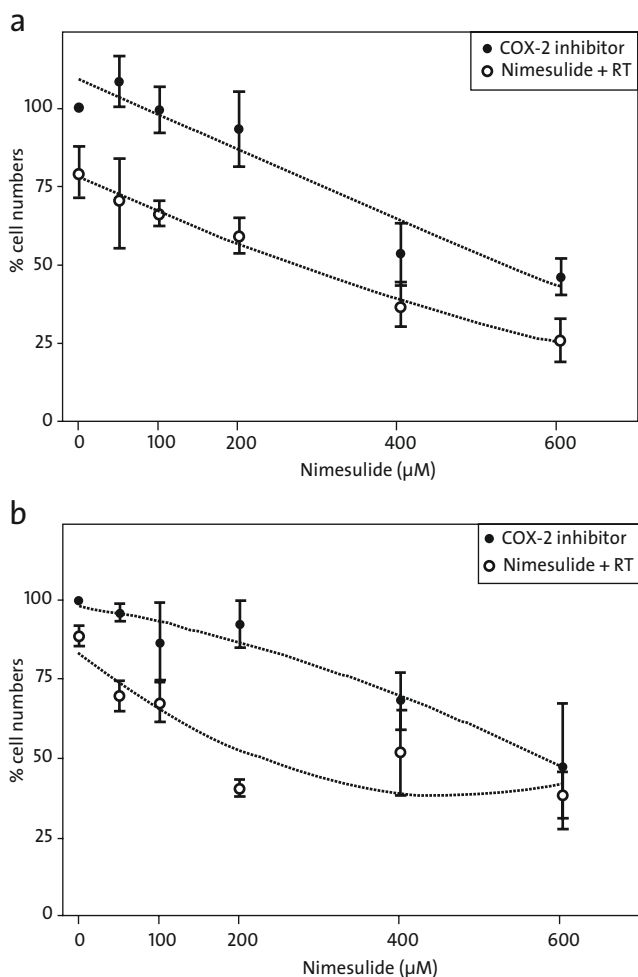 a
COX-2 inhibitor
Nimesulide + RT
100
75
50
25
0
% cell numbers
0 100 200 400 600
Nimesulide (µM)
b
COX-2 inhibitor
Nimesulide + RT
100
75
50
25
0
% cell numbers
0 100 200 400 600
Nimesulide (µM)